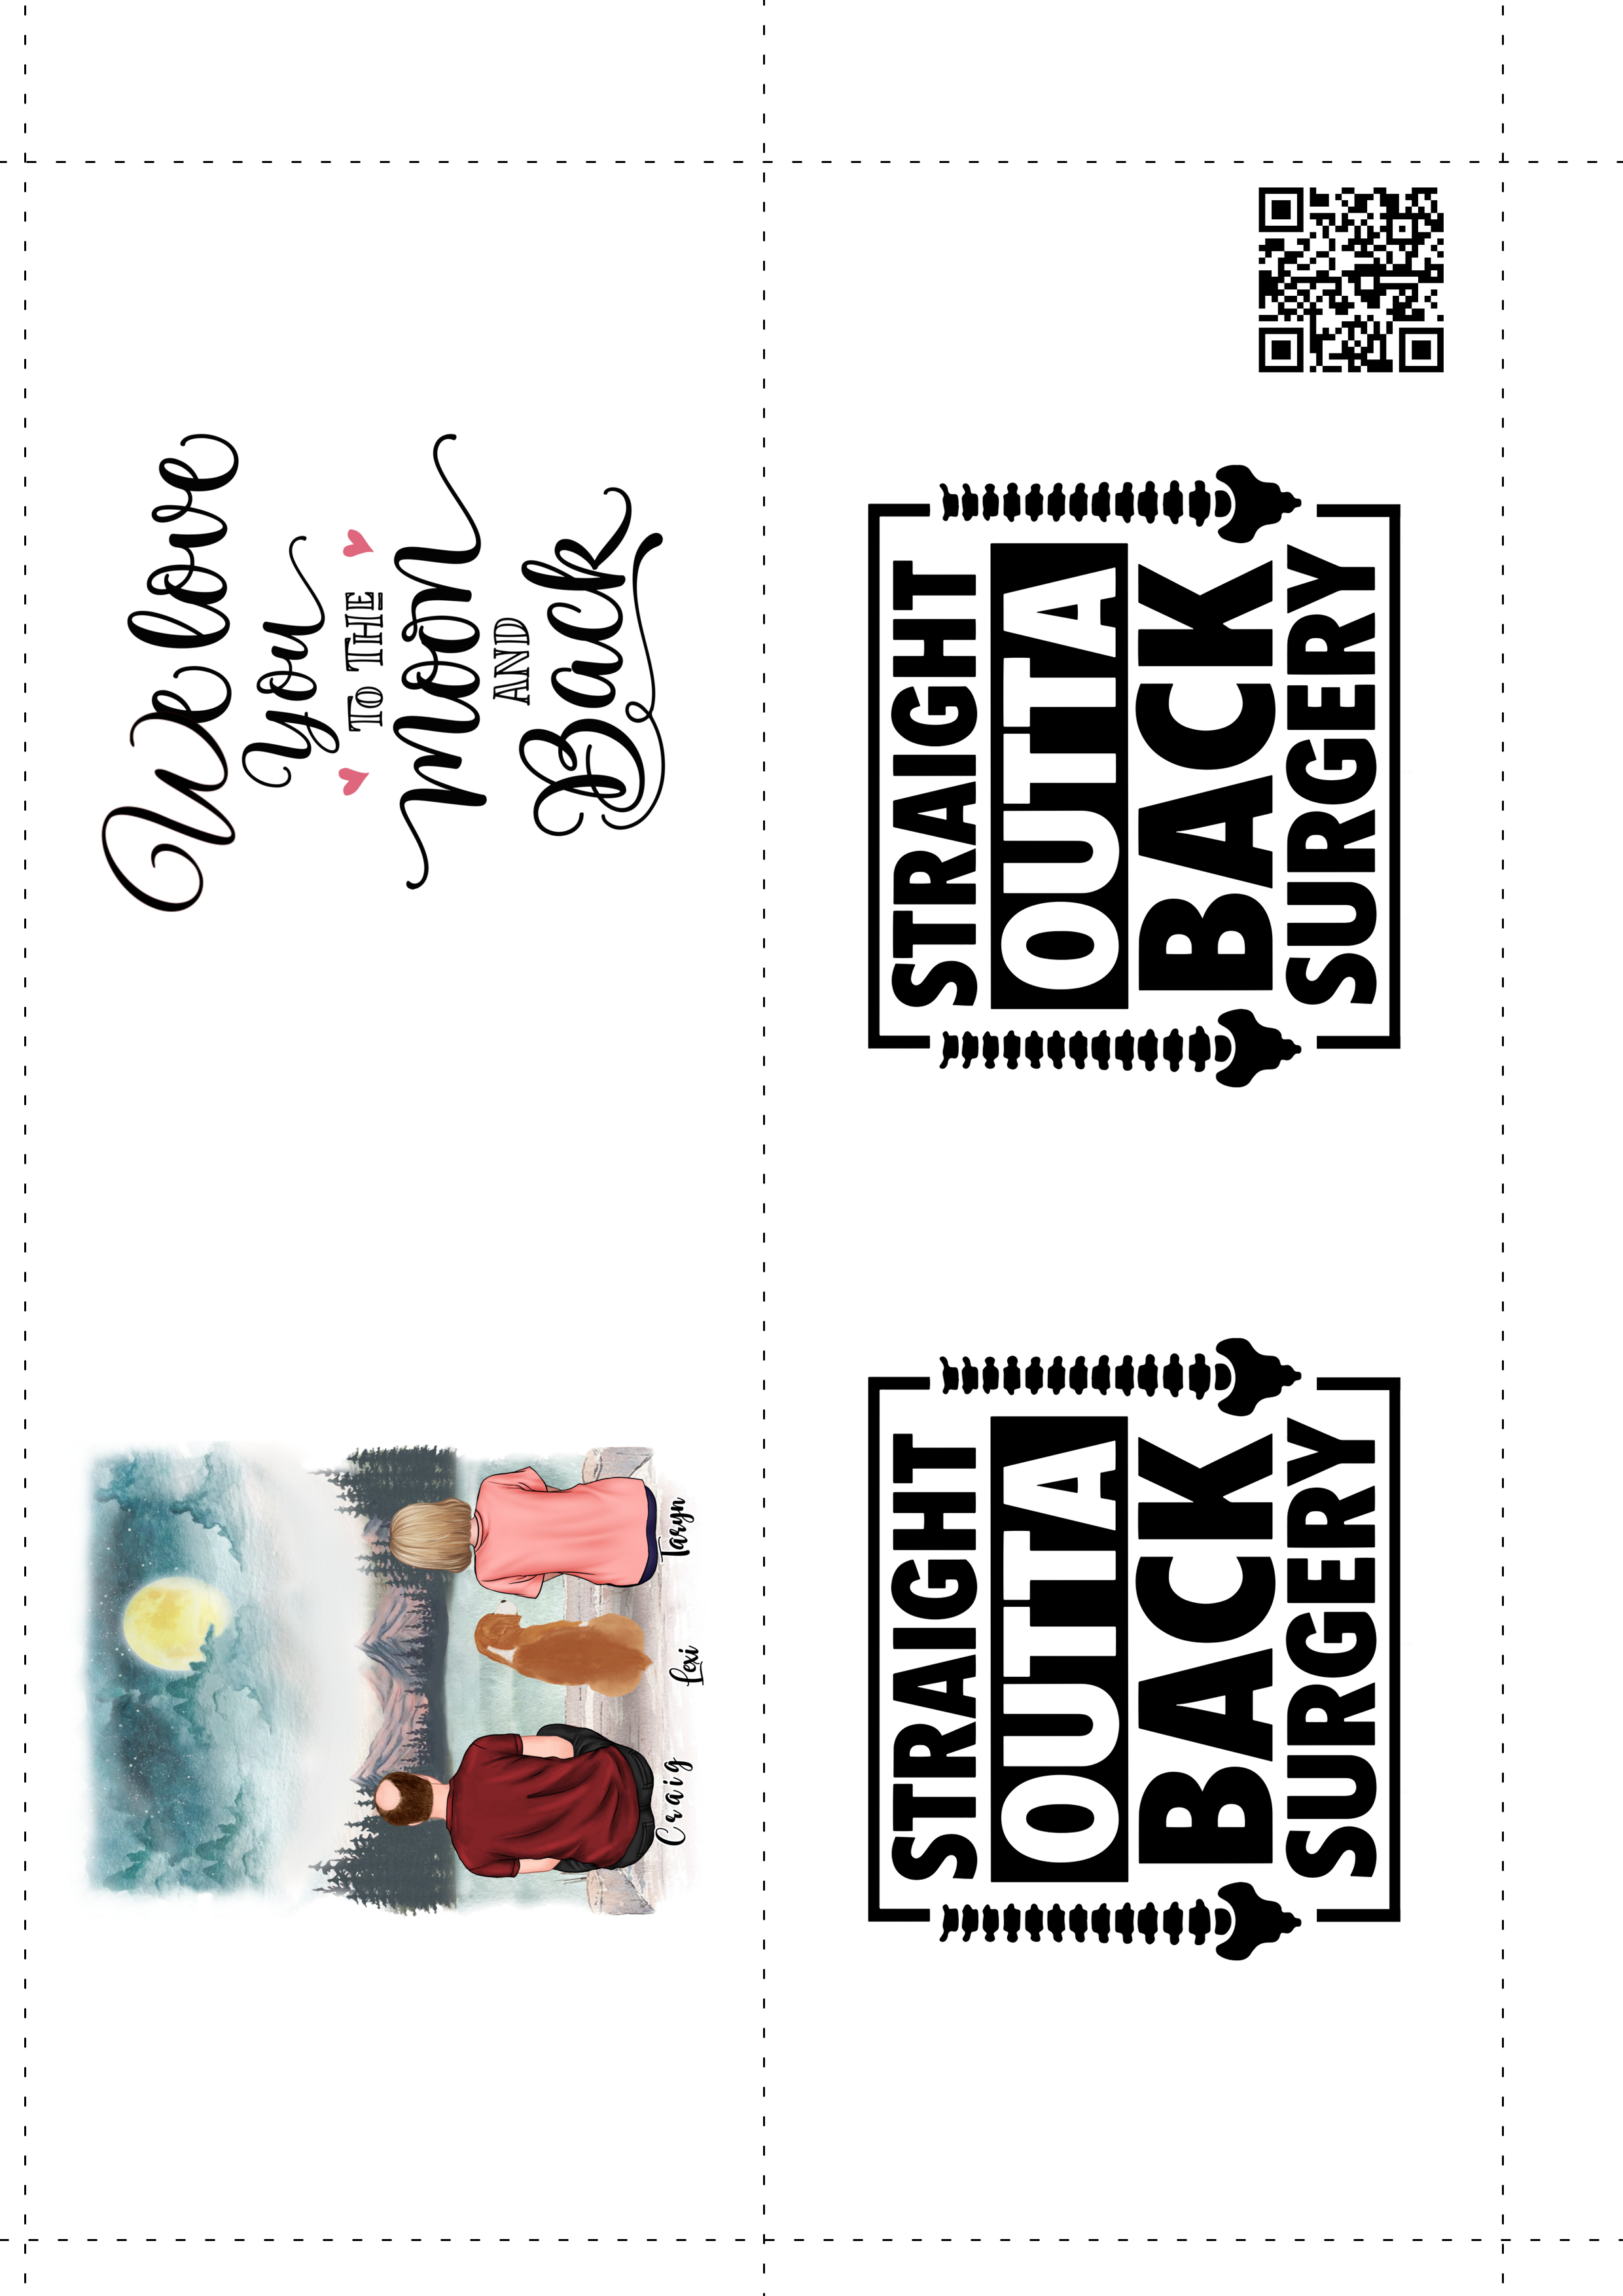 We love
you
TO THE
moon
AND
Back
Craig
Lexi
Taryn
STRAIGHT
OUTTA
BACK
SURGERY
STRAIGHT
OUTTA
BACK
SURGERY